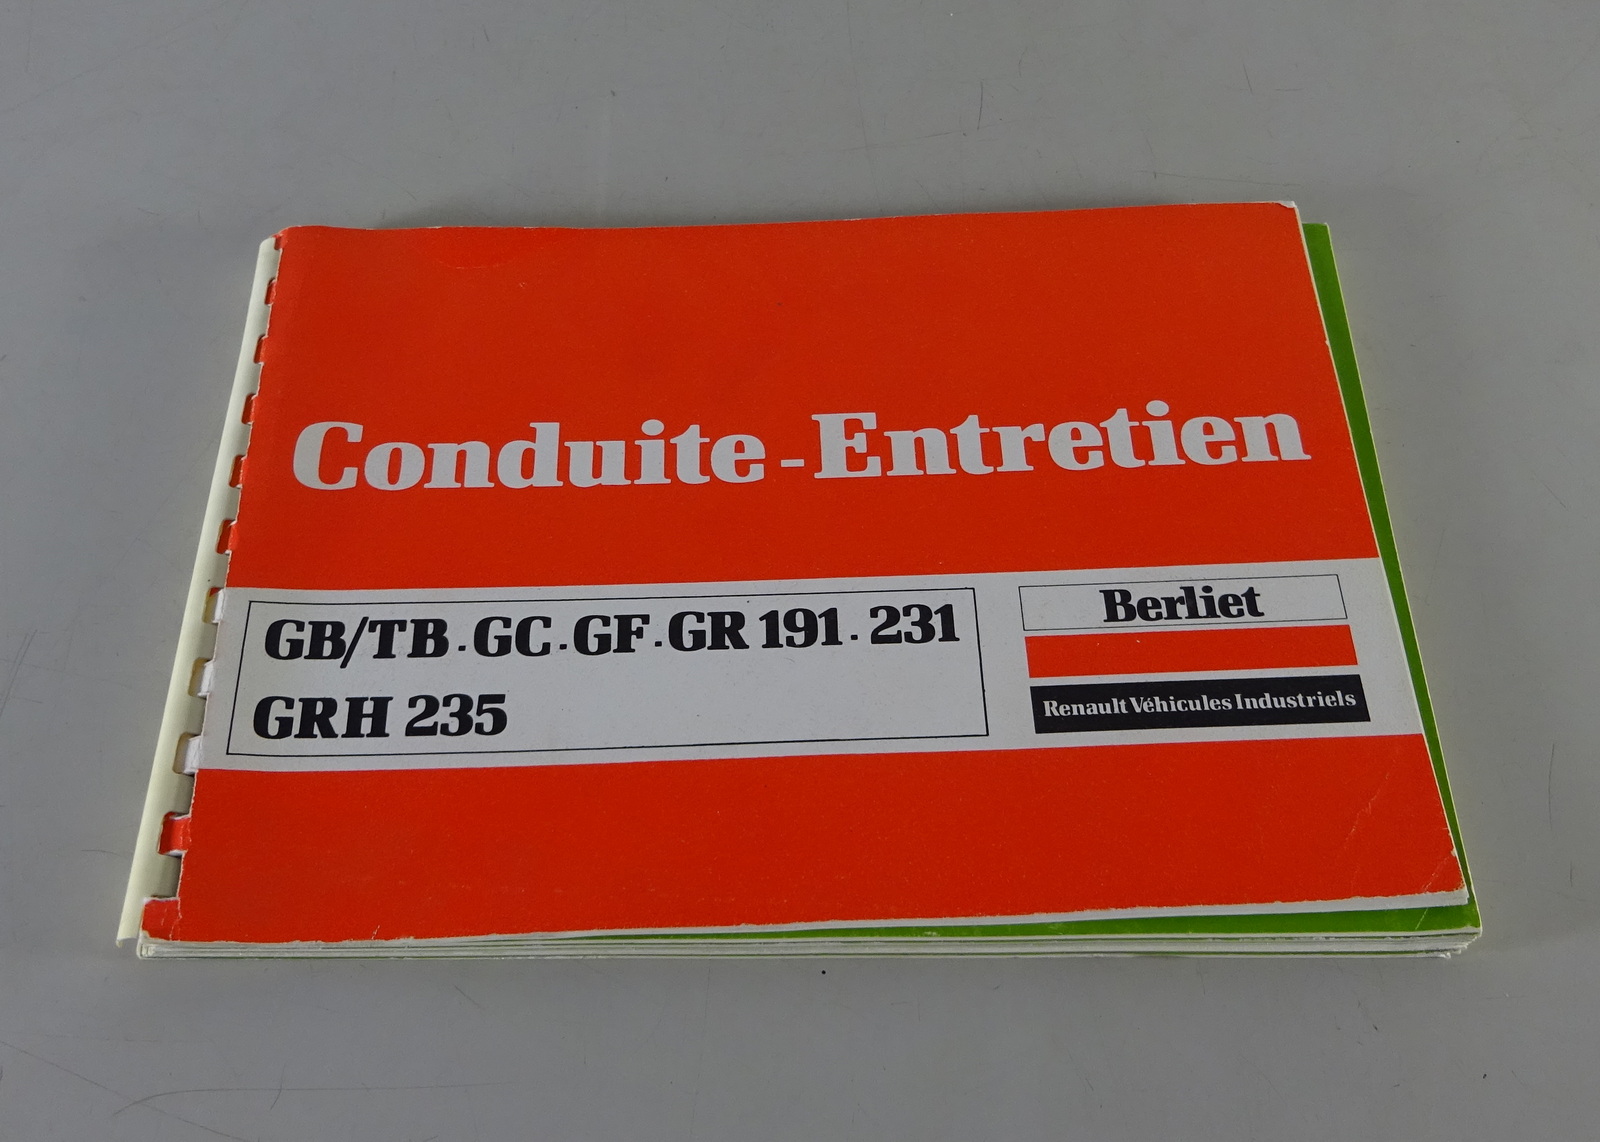 Conduite-Entretien
GB/TB.GC.GF.GR 191.231
GRH 235
Berliet
Renault Véhicules Industriels